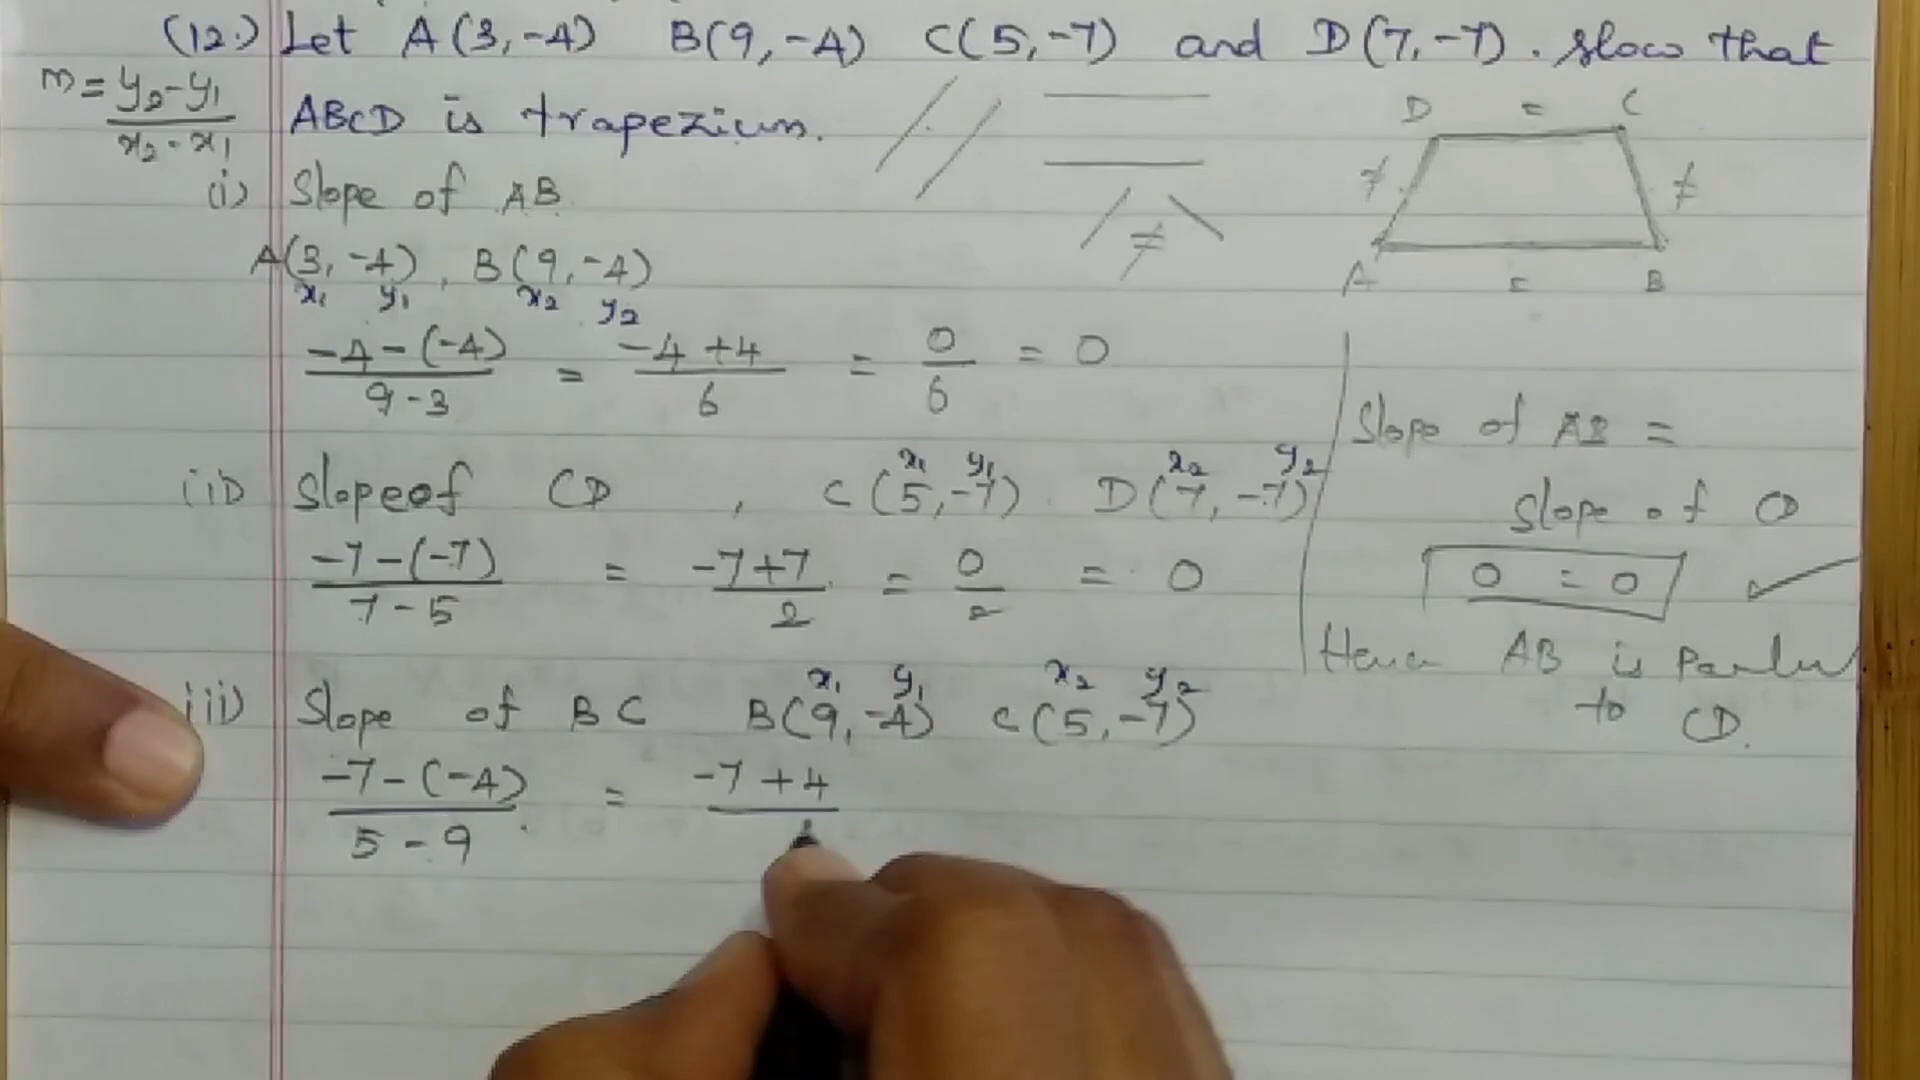 (12.) Let A(3,-4) B(9,-4) C(5,-7) and D(7,-7). Show that
m = y₂-y₁ / x₂-x₁
ABCD is trapezium.
D = C
≠ ≠
A = B
≠
(i) Slope of AB
A(3,-4), B(9,-4)
x₁ y₁ x₂ y₂
-4-(-4) / 9-3 = -4+4 / 6 = 0/6 = 0
(ii) Slope of CD , C(5,-7) D(7,-7)
x₁ y₁ x₂ y₂
-7-(-7) / 7-5 = -7+7 / 2 = 0/2 = 0
Slope of AB =
Slope of CD
0 = 0
Hence AB is Parallel
to CD.
iii) Slope of BC B(9,-4) C(5,-7)
x₁ y₁ x₂ y₂
-7-(-4) / 5-9 = -7+4